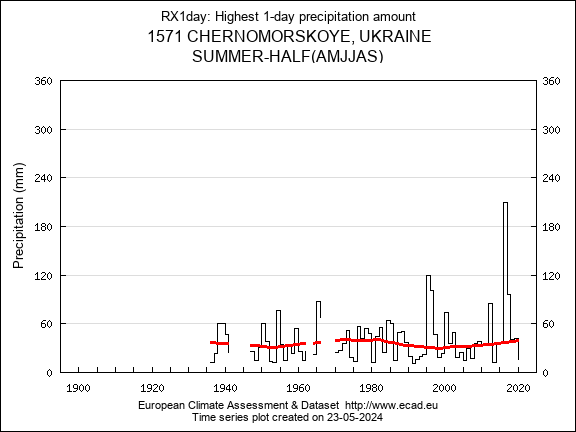 RX1day: Highest 1-day precipitation amount
1571 CHERNOMORSKOYE, UKRAINE
SUMMER-HALF(AMJJAS)
360 360
300 300
240 240
180 180
120 120
60 60
0 0
Precipitation (mm)
1900 1920 1940 1960 1980 2000 2020
European Climate Assessment & Dataset http://www.ecad.eu
Time series plot created on 23-05-2024